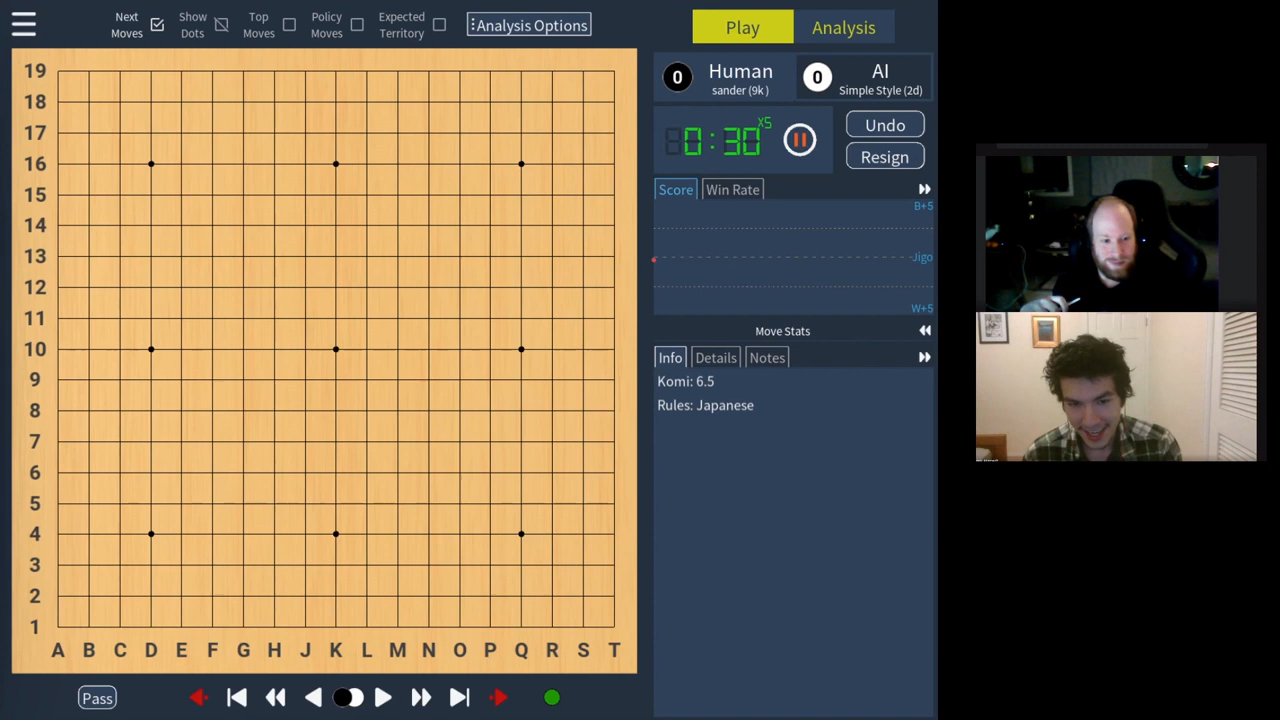 Next Moves
Show Dots
Top Moves
Policy Moves
Expected Territory
Analysis Options
Play
Analysis
0
Human
sander (9k )
0
AI
Simple Style (2d)
0:30
X5
Undo
Resign
Score
Win Rate
B+5
Jigo
W+5
Move Stats
Info
Details
Notes
Komi: 6.5
Rules: Japanese
19
18
17
16
15
14
13
12
11
10
9
8
7
6
5
4
3
2
1
A B C D E F G H J K L M N O P Q R S T
Pass